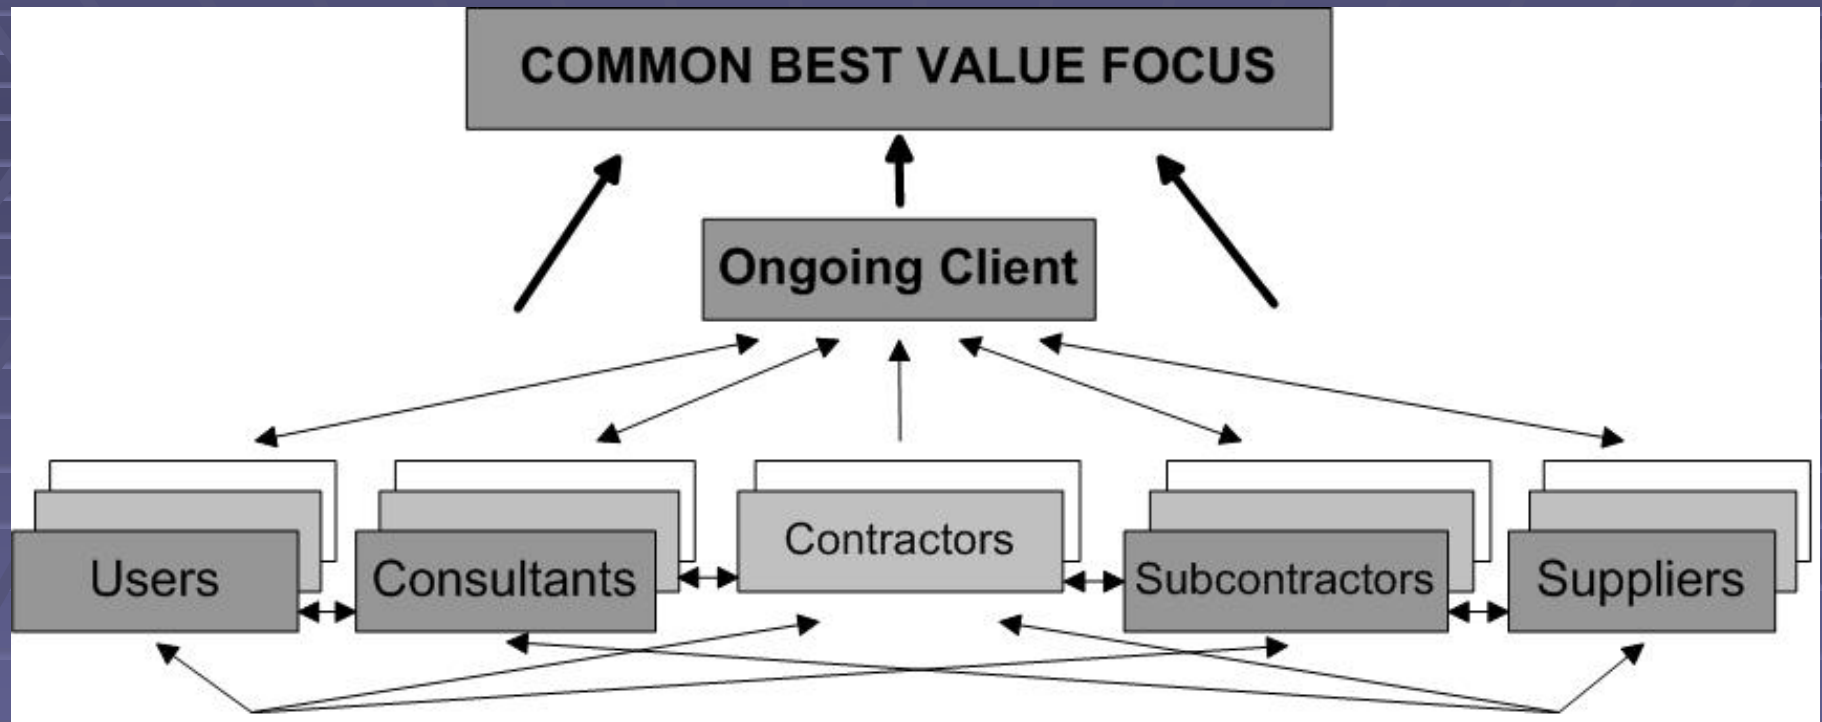 COMMON BEST VALUE FOCUS
Ongoing Client
Users
Consultants
Contractors
Subcontractors
Suppliers